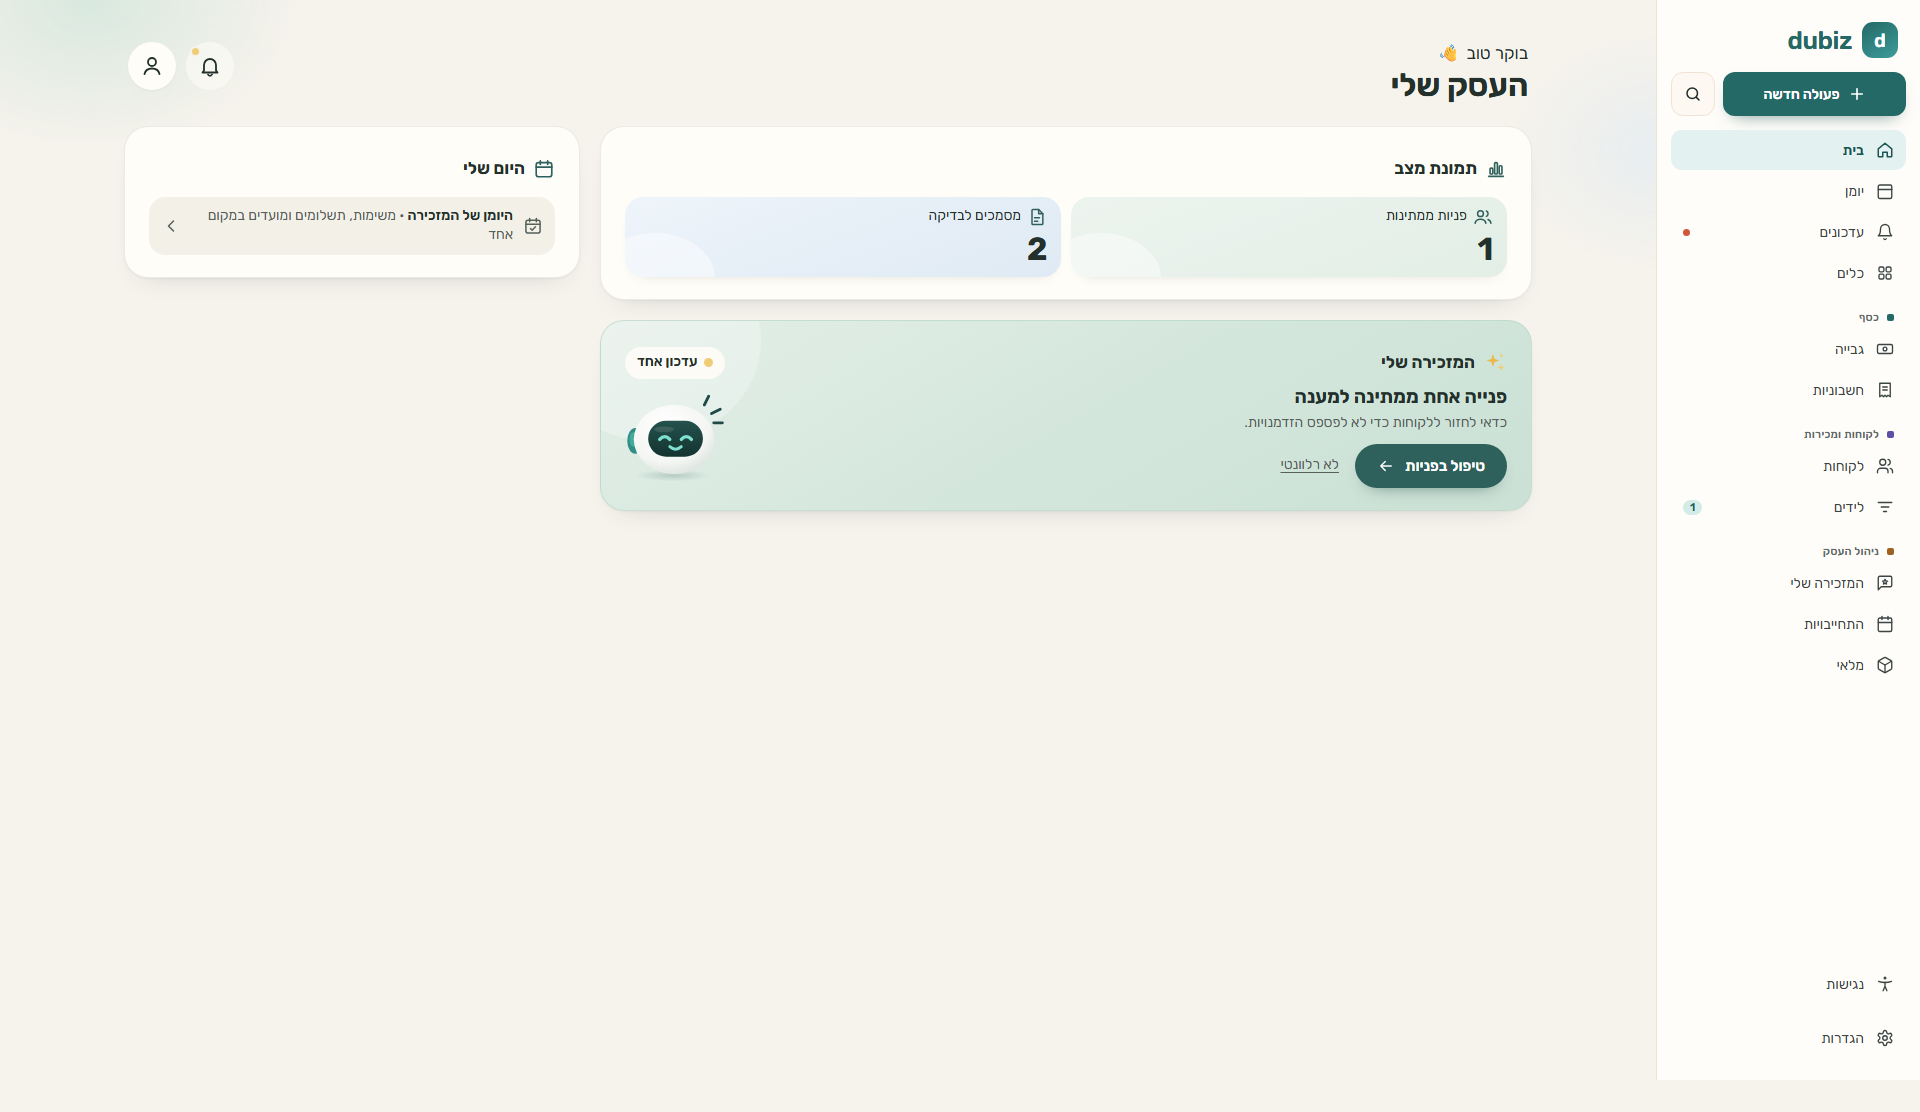 d
dubiz
פעולה חדשה
בית
יומן
עדכונים
כלים
כסף
גבייה
חשבוניות
לקוחות ומכירות
לקוחות
לידים
1
ניהול העסק
המזכירה שלי
התחייבויות
מלאי
נגישות
הגדרות
בוקר טוב 👋
העסק שלי
תמונת מצב
פניות ממתינות
1
מסמכים לבדיקה
2
המזכירה שלי
עדכון אחד
פנייה אחת ממתינה למענה
כדאי לחזור ללקוחות כדי לא לפספס הזדמנויות.
טיפול בפניות
לא רלוונטי
היום שלי
היומן של המזכירה • משימות, תשלומים ומועדים במקום
אחד